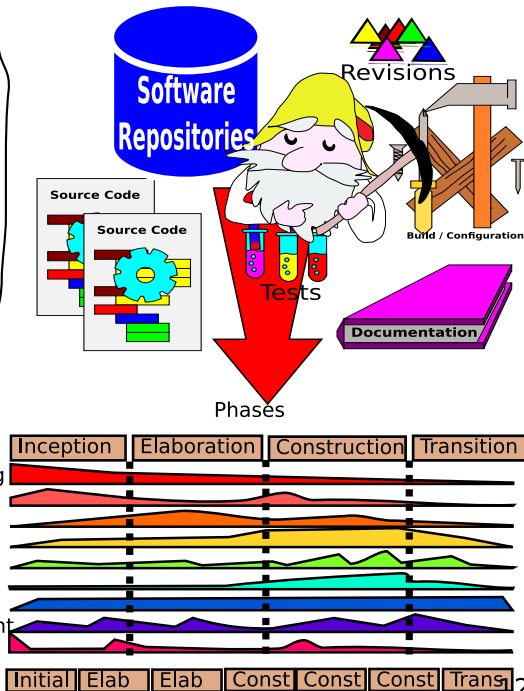 Software
Repositories
Revisions
Source Code
Source Code
Build / Configuration
Tests
Documentation
Phases
Inception
Elaboration
Construction
Transition
Initial
Elab
Elab
Const
Const
Const
Trans